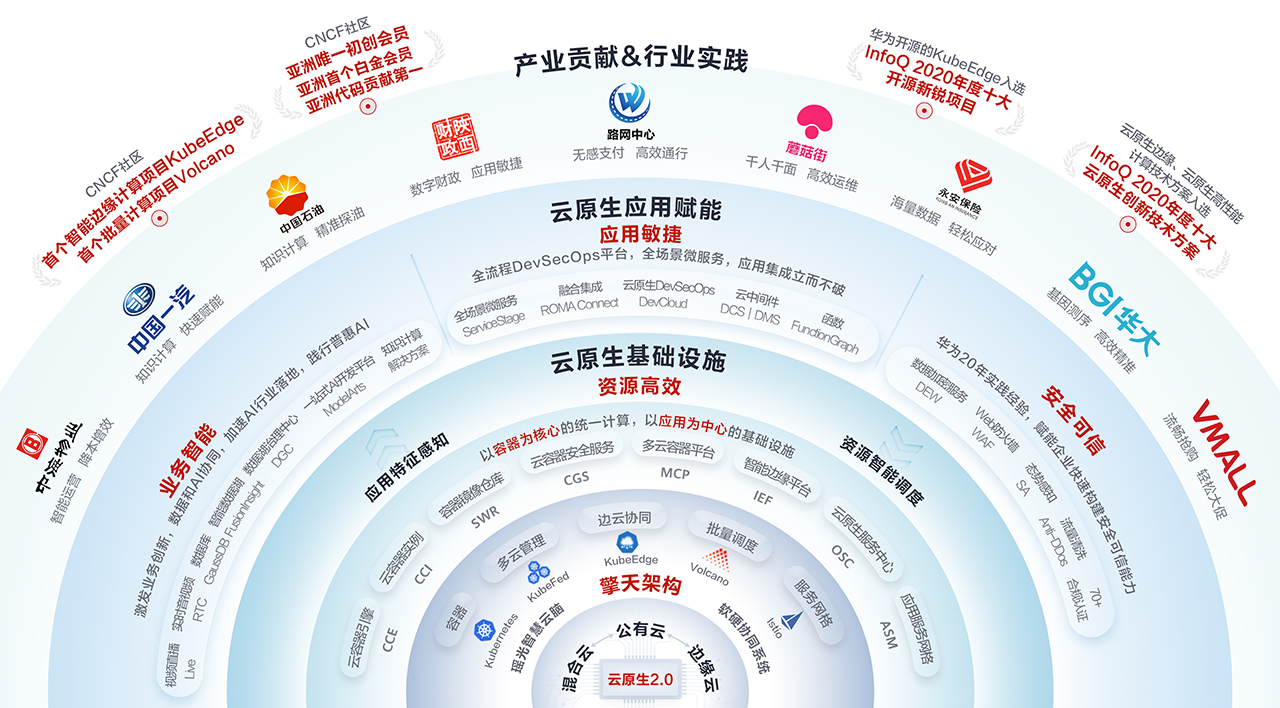 产业贡献&行业实践
CNCF社区
首个智能边缘计算项目KubeEdge
首个批量计算项目Volcano
CNCF社区
亚洲唯一初创会员
亚洲首个白金会员
亚洲代码贡献第一
华为开源的KubeEdge入选
InfoQ 2020年度十大
开源新锐项目
云原生边缘、云原生高性能
计算技术方案入选
InfoQ 2020年度十大
云原生创新技术方案
中海物业
智能运营 降本增效
中国一汽
知识计算 快速赋能
中国石油
知识计算 精准探油
陕西
财政
数字财政 应用敏捷
路网中心
无感支付 高效通行
蘑菇街
千人千面 高效运维
永安保险
YONG AN INSURANCE
海量数据 轻松应对
BGI华大
基因测序 高效精准
VMALL
流畅抢购 轻松大促
云原生应用赋能
应用敏捷
全流程DevSecOps平台，全场景微服务，应用集成立而不破
全场景微服务
ServiceStage
融合集成
ROMA Connect
云原生DevSecOps
DevCloud
云中间件
DCS | DMS
函数
FunctionGraph
业务智能
激发业务创新，数据和AI协同，加速AI行业落地，践行普惠AI
视频直播
Live
实时音视频
RTC
数据库
GaussDB
智能数据湖
FusionInsight
数据湖治理中心
DGC
一站式AI开发平台
ModelArts
知识计算
解决方案
安全可信
华为20年实践经验，赋能企业快速构建安全可信能力
数据加密服务
DEW
Web防火墙
WAF
态势感知
SA
流量清洗
Anti-DDos
70+
合规认证
云原生基础设施
资源高效
以容器为核心的统一计算，以应用为中心的基础设施
应用特征感知
资源智能调度
云容器引擎
CCE
云容器实例
CCI
容器镜像仓库
SWR
云容器安全服务
CGS
多云容器平台
MCP
智能边缘平台
IEF
云原生服务中心
OSC
应用服务网格
ASM
容器
Kubernetes
多云管理
KubeFed
边云协同
KubeEdge
批量调度
Volcano
服务网格
Istio
擎天架构
瑶光智慧云脑
软硬协同系统
混合云
公有云
边缘云
云原生2.0